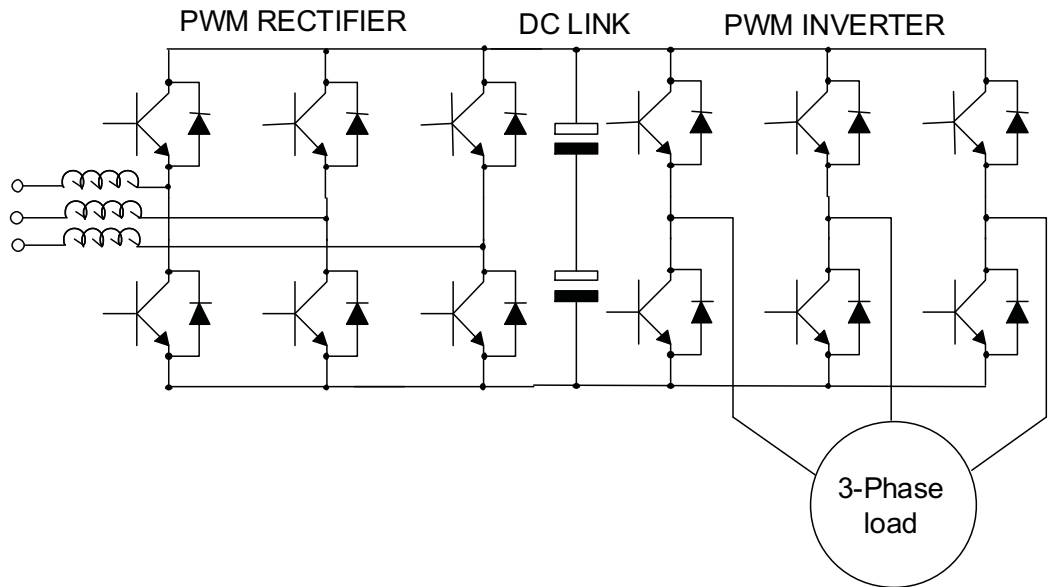 PWM RECTIFIER
DC LINK
PWM INVERTER
3-Phase
load